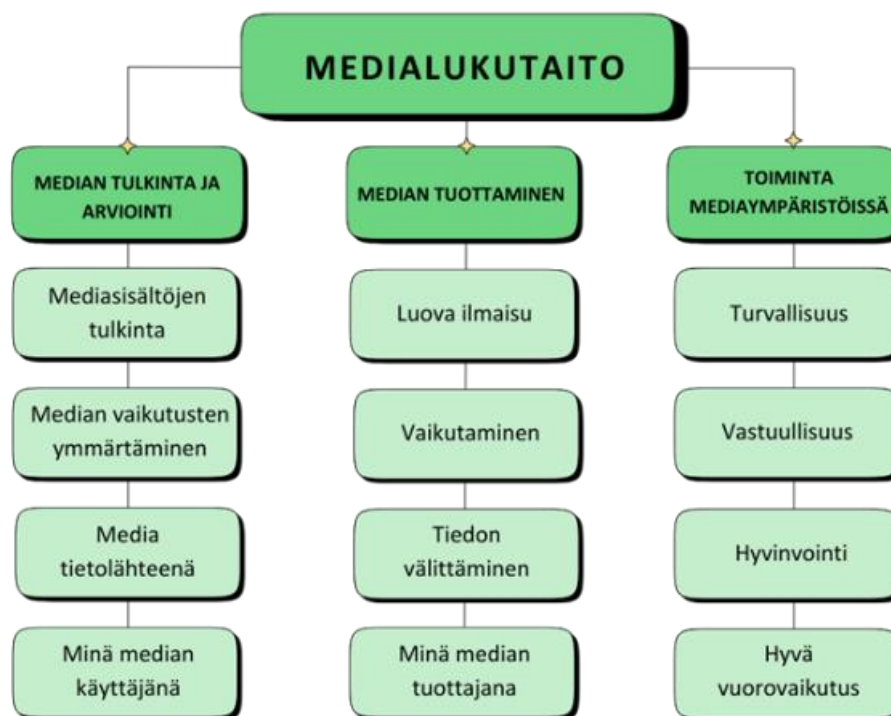 MEDIALUKUTAITO
MEDIAN TULKINTA JA
ARVIOINTI
Mediasisältöjen
tulkinta
Median vaikutusten
ymmärtäminen
Media
tietolähteenä
Minä median
käyttäjänä
MEDIAN TUOTTAMINEN
Luova ilmaisu
Vaikutaminen
Tiedon
välittäminen
Minä median
tuottajana
TOIMINTA
MEDIAYMPÄRISTÖISSÄ
Turvallisuus
Vastuullisuus
Hyvinvointi
Hyvä
vuorovaikutus